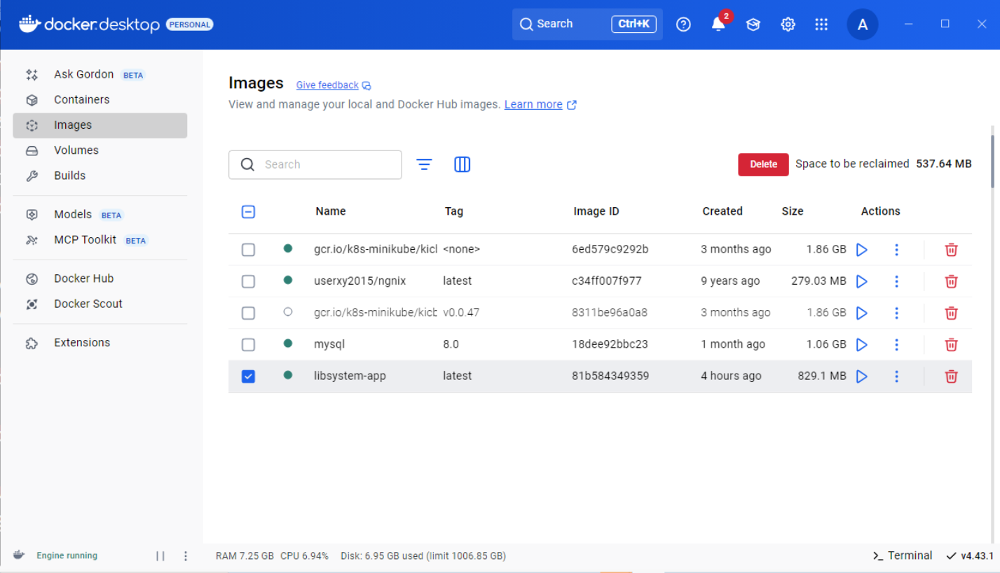 docker.desktop PERSONAL
Search Ctrl+K
2
A
Ask Gordon BETA
Containers
Images
Volumes
Builds
Models BETA
MCP Toolkit BETA
Docker Hub
Docker Scout
Extensions
Images Give feedback
View and manage your local and Docker Hub images. Learn more
Search
Delete Space to be reclaimed 537.64 MB
Name Tag Image ID Created Size Actions
gcr.io/k8s-minikube/kicl <none> 6ed579c9292b 3 months ago 1.86 GB
userxy2015/ngnix latest c34ff007f977 9 years ago 279.03 MB
gcr.io/k8s-minikube/kicb v0.0.47 8311be96a0a8 3 months ago 1.86 GB
mysql 8.0 18dee92bbc23 1 month ago 1.06 GB
libsystem-app latest 81b584349359 4 hours ago 829.1 MB
Engine running
RAM 7.25 GB CPU 6.94% Disk: 6.95 GB used (limit 1006.85 GB)
>_ Terminal
v4.43.1